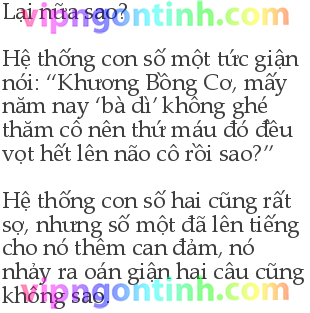 Lại nữa sao?
vipngontinh.com
Hệ thống con số một tức giận
nói: “Khương Bồng Cơ, mấy
năm nay ‘bà dì’ không ghé
thăm cô nên thứ máu đó đều
vọt hết lên não cô rồi sao?”
Hệ thống con số hai cũng rất
sợ, nhưng số một đã lên tiếng
cho nó thêm can đảm, nó
nhảy ra oán giận hai câu cũng
không sao.
vipngontinh.com